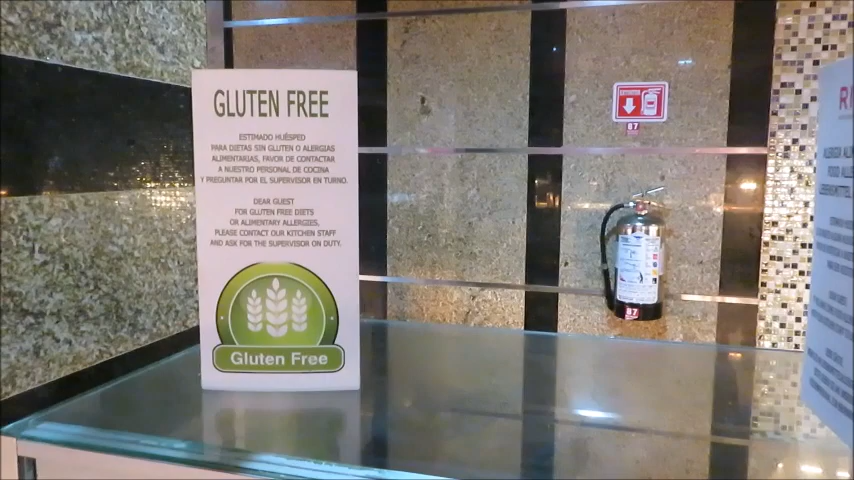 GLUTEN FREE
ESTIMADO HUÉSPED
PARA DIETAS SIN GLUTEN O ALERGIAS
ALIMENTARIAS, FAVOR DE CONTACTAR
A NUESTRO PERSONAL DE COCINA
Y PREGUNTAR POR EL SUPERVISOR EN TURNO.
DEAR GUEST
FOR GLUTEN FREE DIETS
OR ALIMENTARY ALLERGIES,
PLEASE CONTACT OUR KITCHEN STAFF
AND ASK FOR THE SUPERVISOR ON DUTY.
Gluten Free
87
87